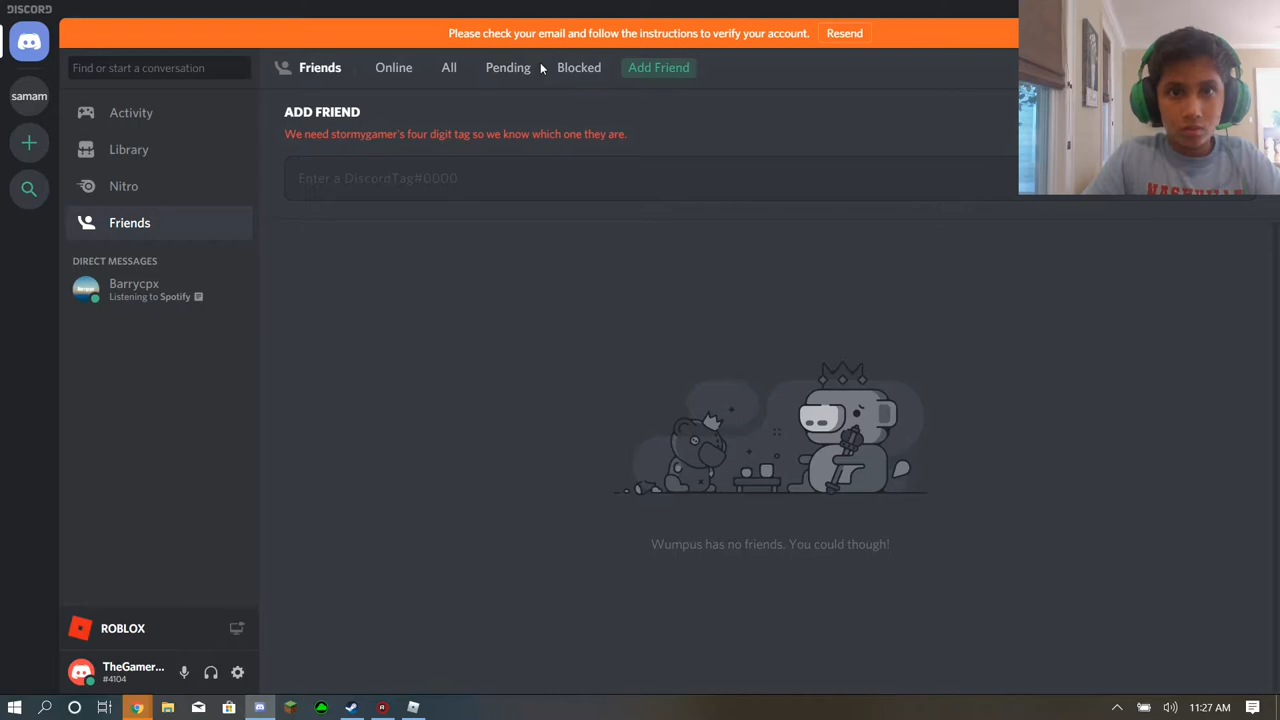 DISCORD
Please check your email and follow the instructions to verify your account. Resend
Find or start a conversation
Friends Online All Pending Blocked Add Friend
samam
Activity
Library
Nitro
Friends
DIRECT MESSAGES
Barrycpx
Listening to Spotify
ADD FRIEND
We need stormygamer's four digit tag so we know which one they are.
Enter a DiscordTag#0000
NASHVILLE
Wumpus has no friends. You could though!
ROBLOX
TheGamer...
#4104
11:27 AM